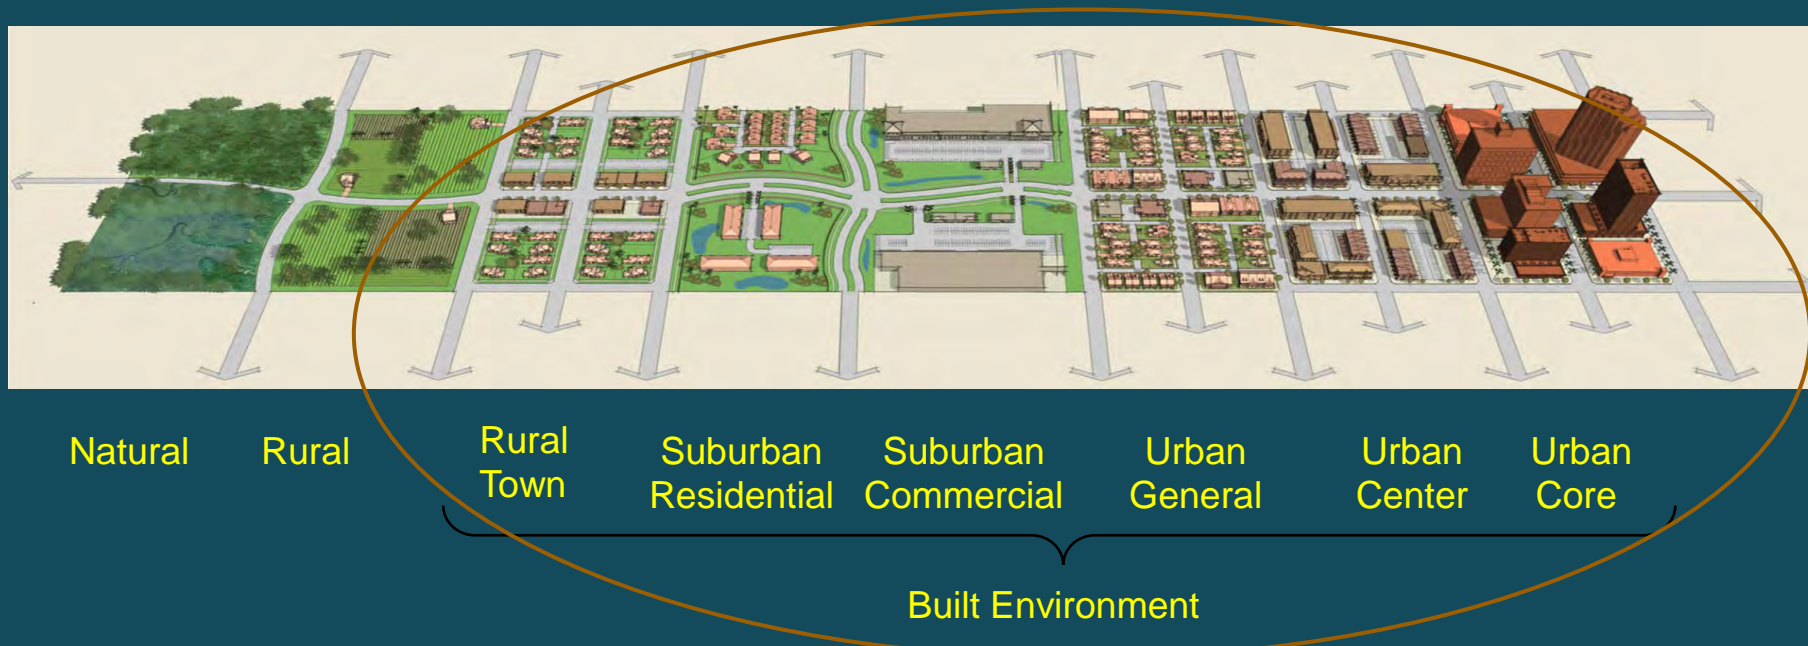 Natural
Rural
Rural
Town
Suburban
Residential
Suburban
Commercial
Urban
General
Urban
Center
Urban
Core
Built Environment